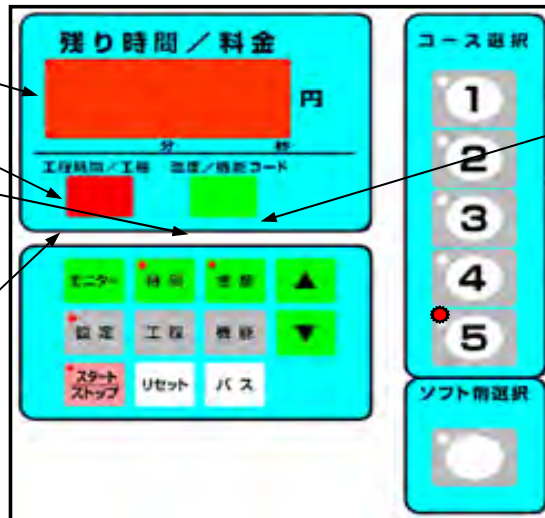 残り時間／料金
円
分 秒
工程時間／工程 温度／機能コード
モニター 時間 温度 ▲
設定 工程 機能 ▼
スタート
ストップ
リセット パス
コース選択
1
2
3
4
5
ソフト剤選択